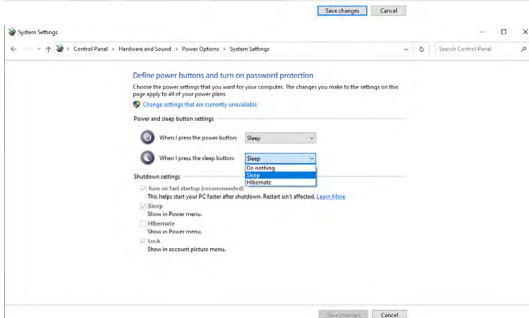 Save changes Cancel
System Settings
Control Panel > Hardware and Sound > Power Options > System Settings
Search Control Panel
Define power buttons and turn on password protection
Choose the power settings that you want for your computer. The changes you make to the settings on this
page apply to all of your power plans.
Change settings that are currently unavailable
Power and sleep button settings
When I press the power button: Sleep
When I press the sleep button: Sleep
Do nothing
Sleep
Hibernate
Shutdown settings
Turn on fast startup (recommended)
This helps start your PC faster after shutdown. Restart isn't affected. Learn More
Sleep
Show in Power menu.
Hibernate
Show in Power menu.
Lock
Show in account picture menu.
Save changes Cancel